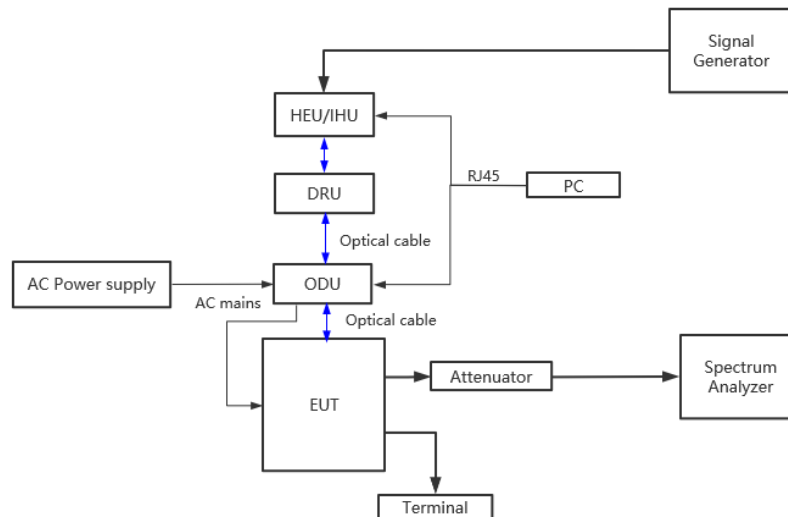 Signal
Generator
HEU/IHU
RJ45
PC
DRU
Optical cable
AC Power supply
ODU
AC mains
Optical cable
EUT
Attenuator
Spectrum
Analyzer
Terminal